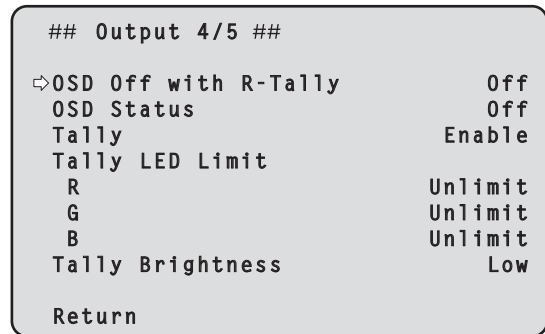 ## Output 4/5 ##
⇨OSD Off with R-Tally Off
OSD Status Off
Tally Enable
Tally LED Limit
R Unlimit
G Unlimit
B Unlimit
Tally Brightness Low
Return